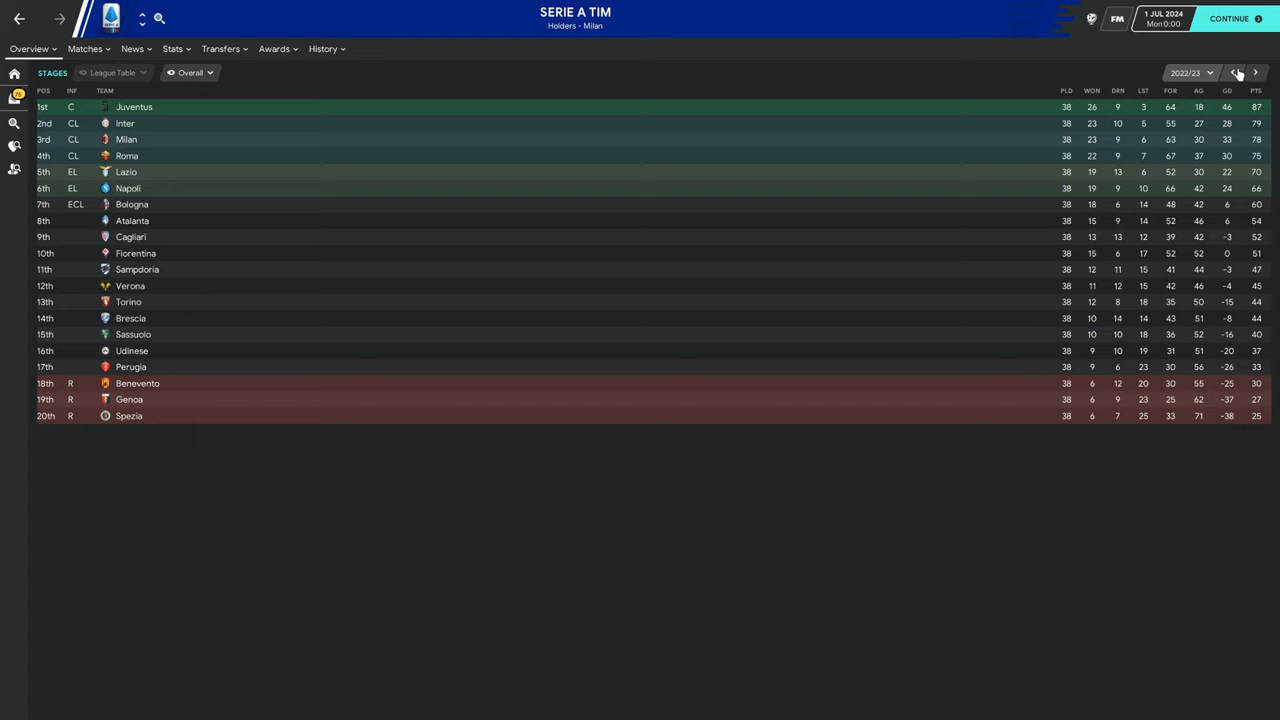 SERIE A TIM
Holders - Milan
1 JUL 2024
Mon 0:00
CONTINUE
FM
SERIE A
Overview Matches News Stats Transfers Awards History
STAGES League Table Overall 2022/23
75
POS INF TEAM PLD WON DRN LST FOR AG GD PTS
1st C Juventus 38 26 9 3 64 18 46 87
2nd CL Inter 38 23 10 5 55 27 28 79
3rd CL Milan 38 23 9 6 63 30 33 78
4th CL Roma 38 22 9 7 67 37 30 75
5th EL Lazio 38 19 13 6 52 30 22 70
6th EL Napoli 38 19 9 10 66 42 24 66
7th ECL Bologna 38 18 6 14 48 42 6 60
8th Atalanta 38 15 9 14 52 46 6 54
9th Cagliari 38 13 13 12 39 42 -3 52
10th Fiorentina 38 15 6 17 52 52 0 51
11th Sampdoria 38 12 11 15 41 44 -3 47
12th Verona 38 11 12 15 42 46 -4 45
13th Torino 38 12 8 18 35 50 -15 44
14th Brescia 38 10 14 14 43 51 -8 44
15th Sassuolo 38 10 10 18 36 52 -16 40
16th Udinese 38 9 10 19 31 51 -20 37
17th Perugia 38 9 6 23 30 56 -26 33
18th R Benevento 38 6 12 20 30 55 -25 30
19th R Genoa 38 6 9 23 25 62 -37 27
20th R Spezia 38 6 7 25 33 71 -38 25